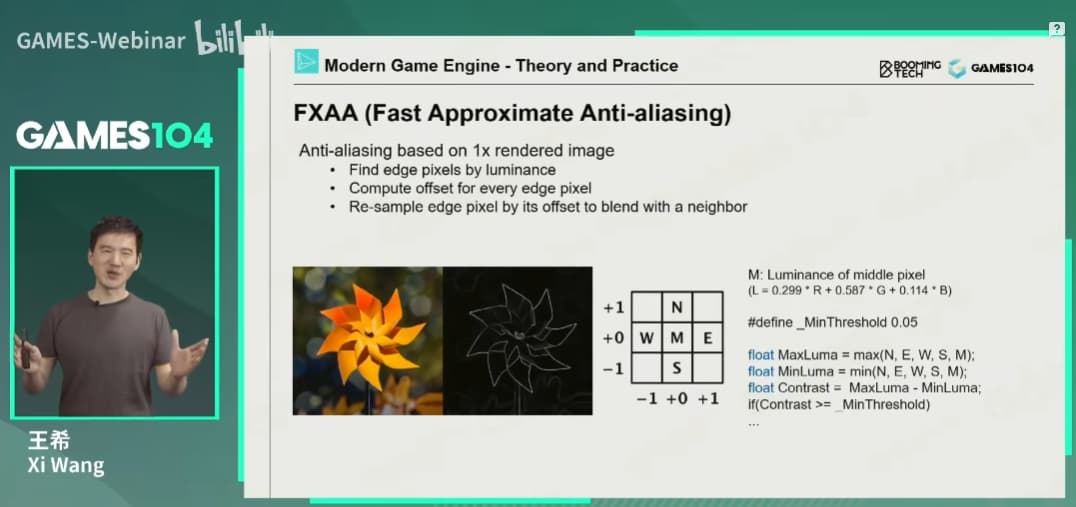 GAMES-Webinar bilibili
?
Modern Game Engine - Theory and Practice
BOOMING TECH
GAMES104
GAMES104
FXAA (Fast Approximate Anti-aliasing)
Anti-aliasing based on 1x rendered image
• Find edge pixels by luminance
• Compute offset for every edge pixel
• Re-sample edge pixel by its offset to blend with a neighbor
+1 N
+0 W M E
−1 S
−1 +0 +1
M: Luminance of middle pixel
(L = 0.299 * R + 0.587 * G + 0.114 * B)
#define _MinThreshold 0.05
float MaxLuma = max(N, E, W, S, M);
float MinLuma = min(N, E, W, S, M);
float Contrast = MaxLuma - MinLuma;
if(Contrast >= _MinThreshold)
...
王希
Xi Wang